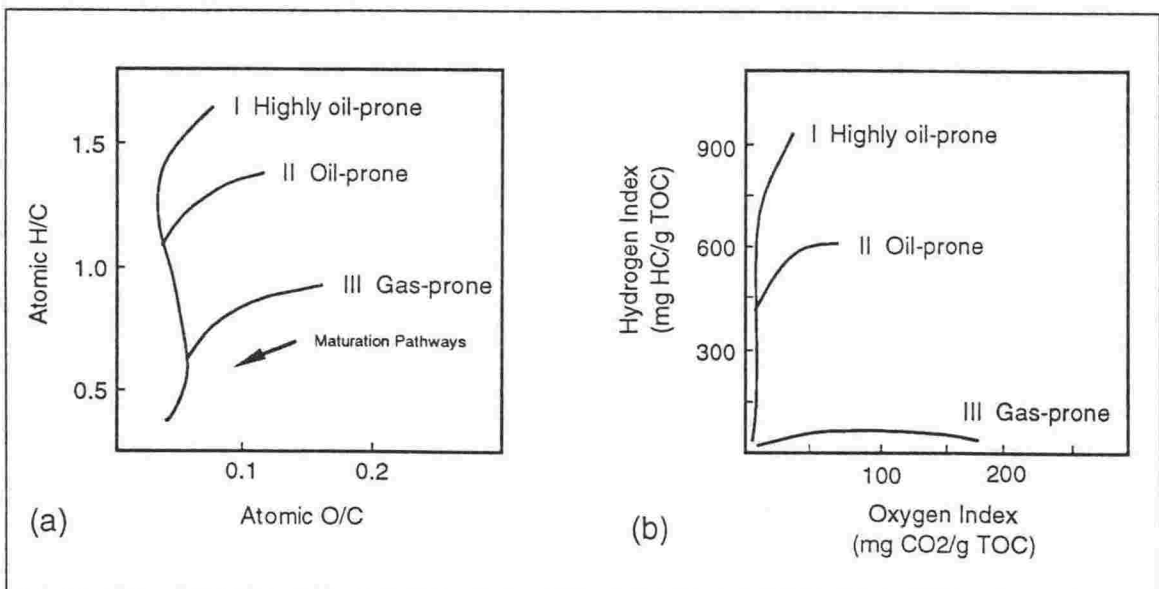 I Highly oil-prone
II Oil-prone
III Gas-prone
Maturation Pathways
1.5
1.0
0.5
0.1
0.2
Atomic H/C
Atomic O/C
(a)
I Highly oil-prone
II Oil-prone
III Gas-prone
900
600
300
100
200
Hydrogen Index
(mg HC/g TOC)
Oxygen Index
(mg CO2/g TOC)
(b)